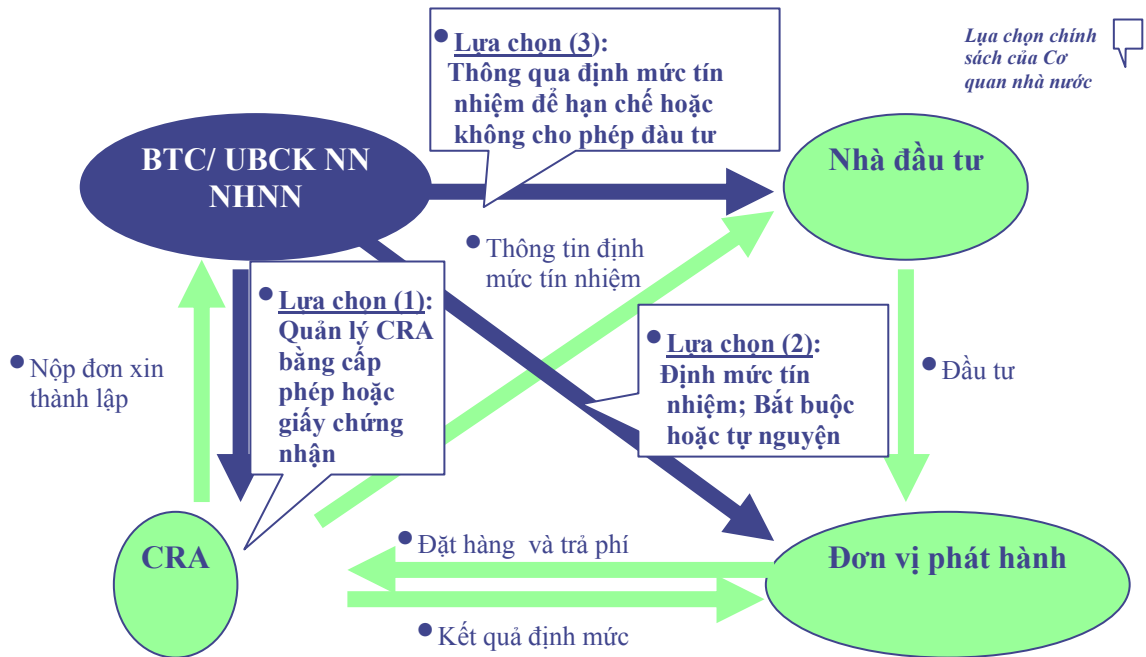 • Lựa chọn (3):
Thông qua định mức tín
nhiệm để hạn chế hoặc
không cho phép đàu tư
Lụa chọn chính
sách của Cơ
quan nhà nước
BTC/ UBCK NN
NHNN
Nhà đầu tư
• Thông tin định
mức tín nhiệm
• Lựa chọn (1):
Quản lý CRA
bằng cấp
phép hoặc
giấy chứng
nhận
• Nộp đơn xin
thành lập
• Lựa chọn (2):
Định mức tín
nhiệm; Bắt buộc
hoặc tự nguyện
• Đầu tư
CRA
• Đặt hàng và trả phí
Đơn vị phát hành
• Kết quả định mức